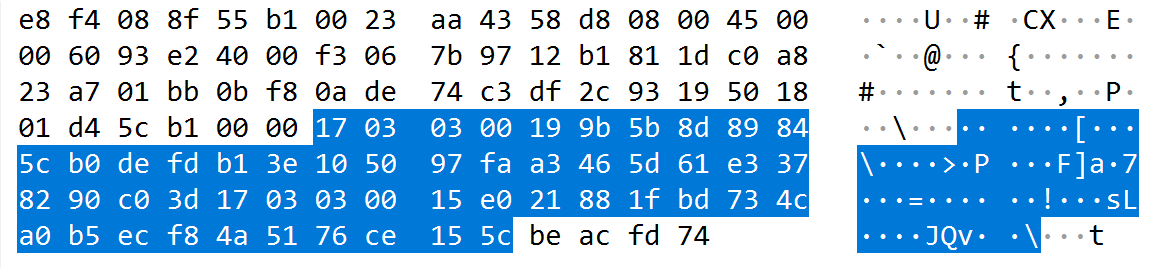 e8 f4 08 8f 55 b1 00 23 aa 43 58 d8 08 00 45 00 ····U··# ·CX···E·
00 60 93 e2 40 00 f3 06 7b 97 12 b1 81 1d c0 a8 ·`··@··· {·······
23 a7 01 bb 0b f8 0a de 74 c3 df 2c 93 19 50 18 #······· t··,··P·
01 d4 5c b1 00 00 17 03 03 00 19 9b 5b 8d 89 84 ··\····· ····[···
5c b0 de fd b1 3e 10 50 97 fa a3 46 5d 61 e3 37 \····>·P ···F]a·7
82 90 c0 3d 17 03 03 00 15 e0 21 88 1f bd 73 4c ···=···· ··!···sL
a0 b5 ec f8 4a 51 76 ce 15 5c be ac fd 74 ····JQv· ·\···t